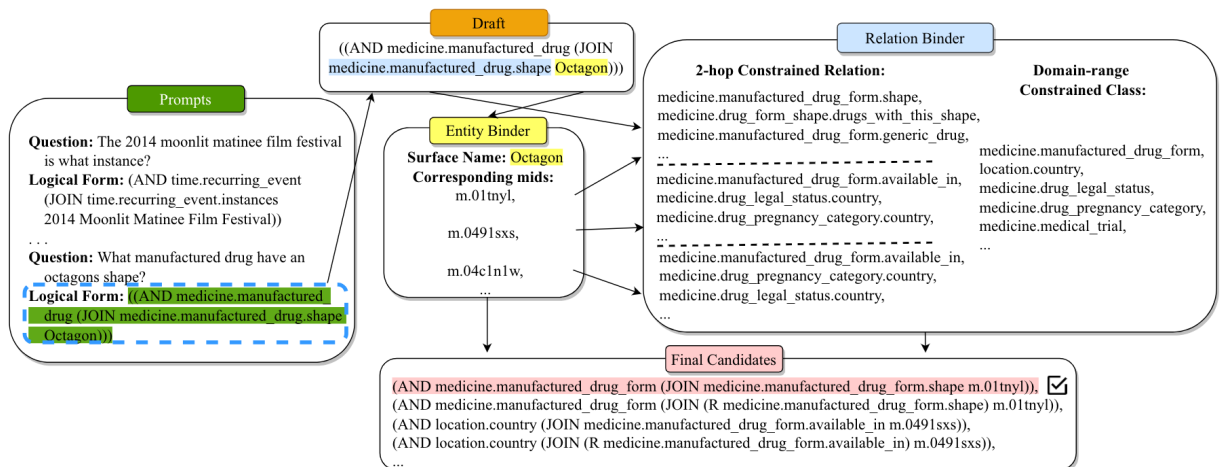 Prompts
Question: The 2014 moonlit matinee film festival
is what instance?
Logical Form: (AND time.recurring_event
(JOIN time.recurring_event.instances
2014 Moonlit Matinee Film Festival))
. . .
Question: What manufactured drug have an
octagons shape?
Logical Form: ((AND medicine.manufactured_
drug (JOIN medicine.manufactured_drug.shape
Octagon)))
Draft
((AND medicine.manufactured_drug (JOIN
medicine.manufactured_drug.shape Octagon)))
Entity Binder
Surface Name: Octagon
Corresponding mids:
m.01tnyl,
m.0491sxs,
m.04c1n1w,
...
Relation Binder
2-hop Constrained Relation:
medicine.manufactured_drug_form.shape,
medicine.drug_form_shape.drugs_with_this_shape,
medicine.manufactured_drug_form.generic_drug,
...
medicine.manufactured_drug_form.available_in,
medicine.drug_legal_status.country,
medicine.drug_pregnancy_category.country,
...
medicine.manufactured_drug_form.available_in,
medicine.drug_pregnancy_category.country,
medicine.drug_legal_status.country,
...
Domain-range
Constrained Class:
medicine.manufactured_drug_form,
location.country,
medicine.drug_legal_status,
medicine.drug_pregnancy_category,
medicine.medical_trial,
...
Final Candidates
(AND medicine.manufactured_drug_form (JOIN medicine.manufactured_drug_form.shape m.01tnyl)),
(AND medicine.manufactured_drug_form (JOIN (R medicine.manufactured_drug_form.shape) m.01tnyl)),
(AND location.country (JOIN medicine.manufactured_drug_form.available_in m.0491sxs)),
(AND location.country (JOIN (R medicine.manufactured_drug_form.available_in) m.0491sxs)),
...